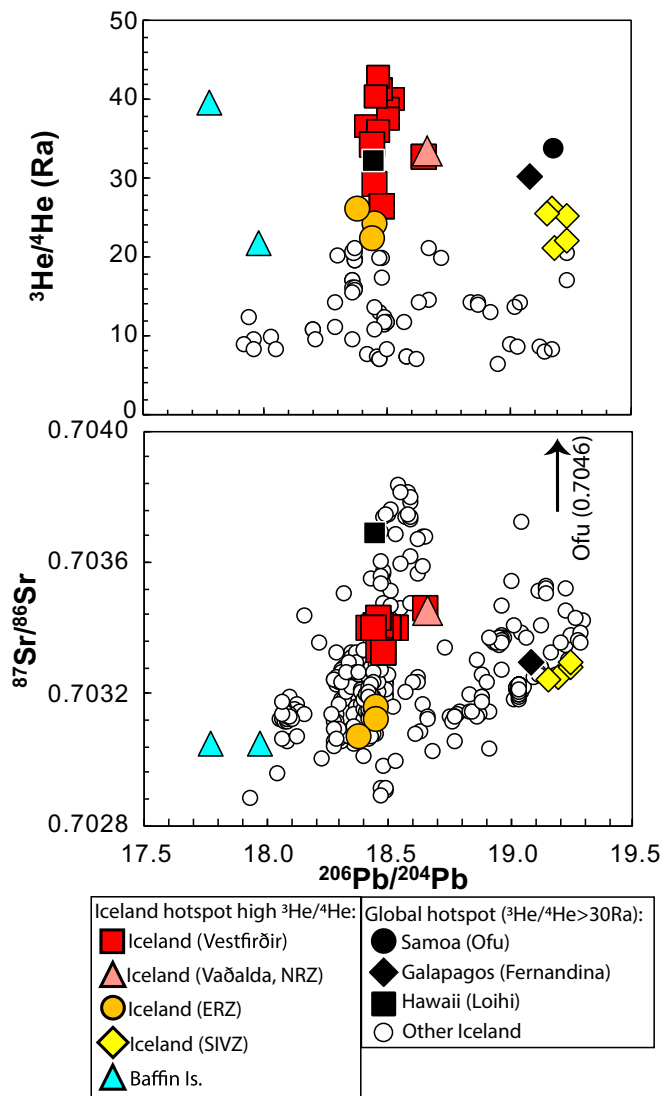 50
40
30
20
10
0
³He/⁴He (Ra)
0.7040
0.7036
0.7032
0.7028
⁸⁷Sr/⁸⁶Sr
Ofu (0.7046)
17.5 18.0 18.5 19.0 19.5
²⁰⁶Pb/²⁰⁴Pb
Iceland hotspot high ³He/⁴He:
Iceland (Vestfirðir)
Iceland (Vaðalda, NRZ)
Iceland (ERZ)
Iceland (SIVZ)
Baffin Is.
Global hotspot (³He/⁴He>30Ra):
Samoa (Ofu)
Galapagos (Fernandina)
Hawaii (Loihi)
Other Iceland